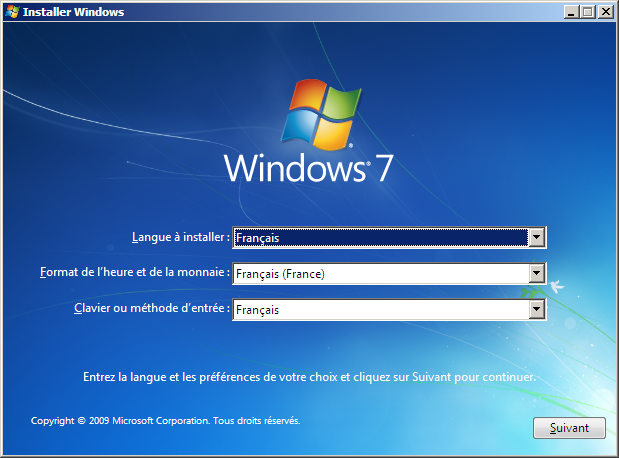 Installer Windows
Windows® 7
Langue à installer : Français
Format de l'heure et de la monnaie : Français (France)
Clavier ou méthode d'entrée : Français
Entrez la langue et les préférences de votre choix et cliquez sur Suivant pour continuer.
Copyright © 2009 Microsoft Corporation. Tous droits réservés.
Suivant